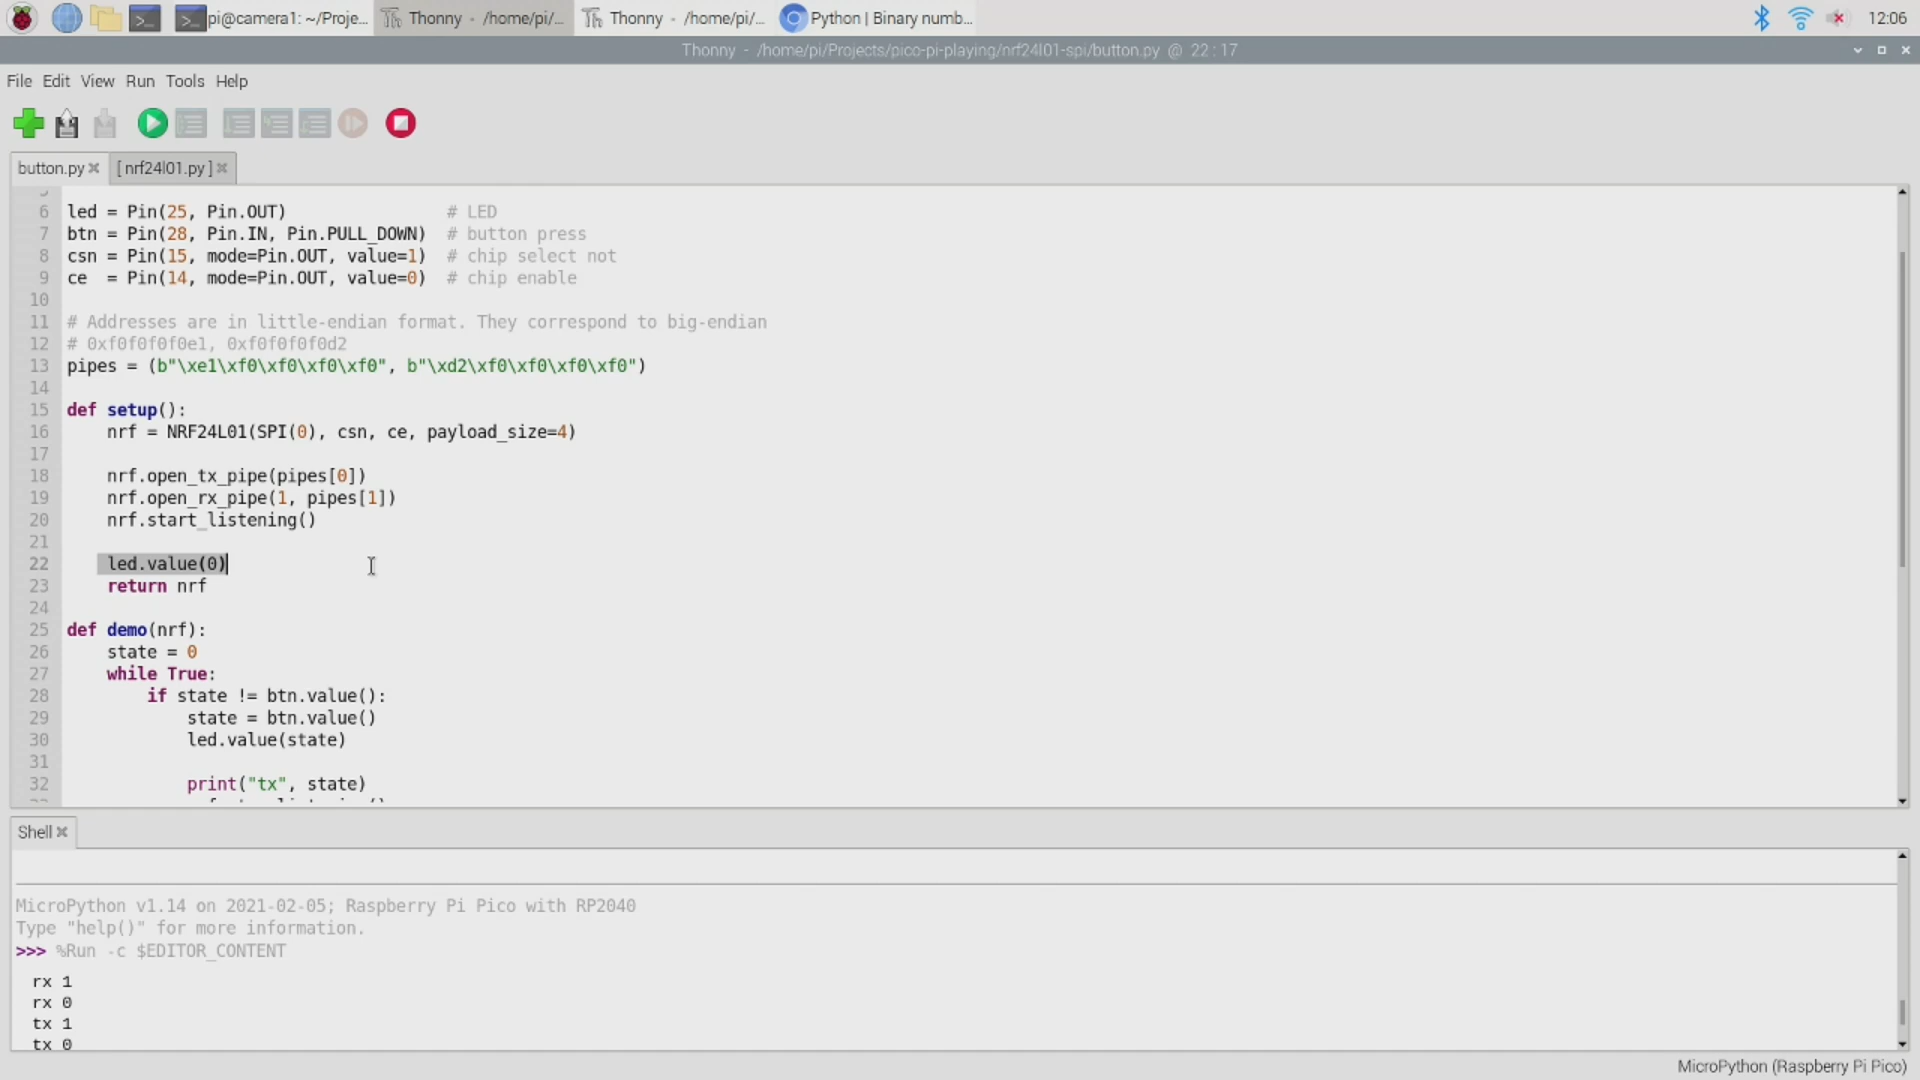 pi@camera1: ~/Proje...
Thonny - /home/pi/...
Thonny - /home/pi/...
Python | Binary numb...
12:06
Thonny - /home/pi/Projects/pico-pi-playing/nrf24l01-spi/button.py @ 22:17
File Edit View Run Tools Help
button.py
[ nrf24l01.py ]
6 led = Pin(25, Pin.OUT) # LED
7 btn = Pin(28, Pin.IN, Pin.PULL_DOWN) # button press
8 csn = Pin(15, mode=Pin.OUT, value=1) # chip select not
9 ce = Pin(14, mode=Pin.OUT, value=0) # chip enable
10
11 # Addresses are in little-endian format. They correspond to big-endian
12 # 0xf0f0f0f0e1, 0xf0f0f0f0d2
13 pipes = (b"\xe1\xf0\xf0\xf0\xf0", b"\xd2\xf0\xf0\xf0\xf0")
14
15 def setup():
16 nrf = NRF24L01(SPI(0), csn, ce, payload_size=4)
17
18 nrf.open_tx_pipe(pipes[0])
19 nrf.open_rx_pipe(1, pipes[1])
20 nrf.start_listening()
21
22 led.value(0)
23 return nrf
24
25 def demo(nrf):
26 state = 0
27 while True:
28 if state != btn.value():
29 state = btn.value()
30 led.value(state)
31
32 print("tx", state)
Shell
MicroPython v1.14 on 2021-02-05; Raspberry Pi Pico with RP2040
Type "help()" for more information.
>>> %Run -c $EDITOR_CONTENT
rx 1
rx 0
tx 1
tx 0
MicroPython (Raspberry Pi Pico)